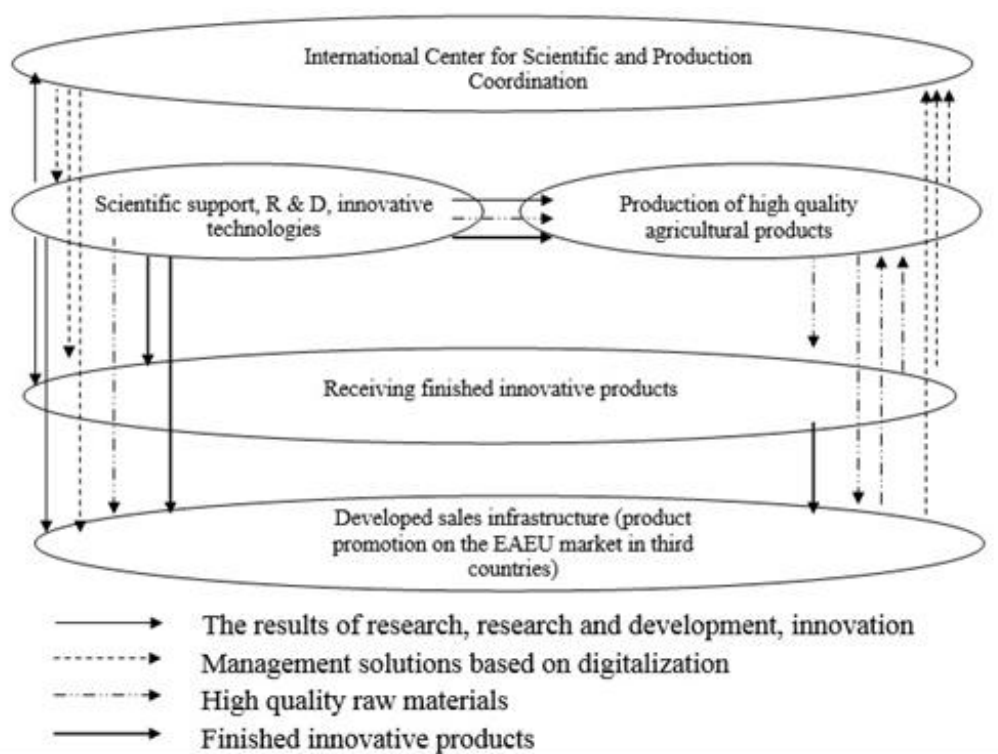 International Center for Scientific and Production
Coordination
Scientific support, R & D, innovative
technologies
Production of high quality
agricultural products
Receiving finished innovative products
Developed sales infrastructure (product
promotion on the EAEU market in third
countries)
The results of research, research and development, innovation
Management solutions based on digitalization
High quality raw materials
Finished innovative products